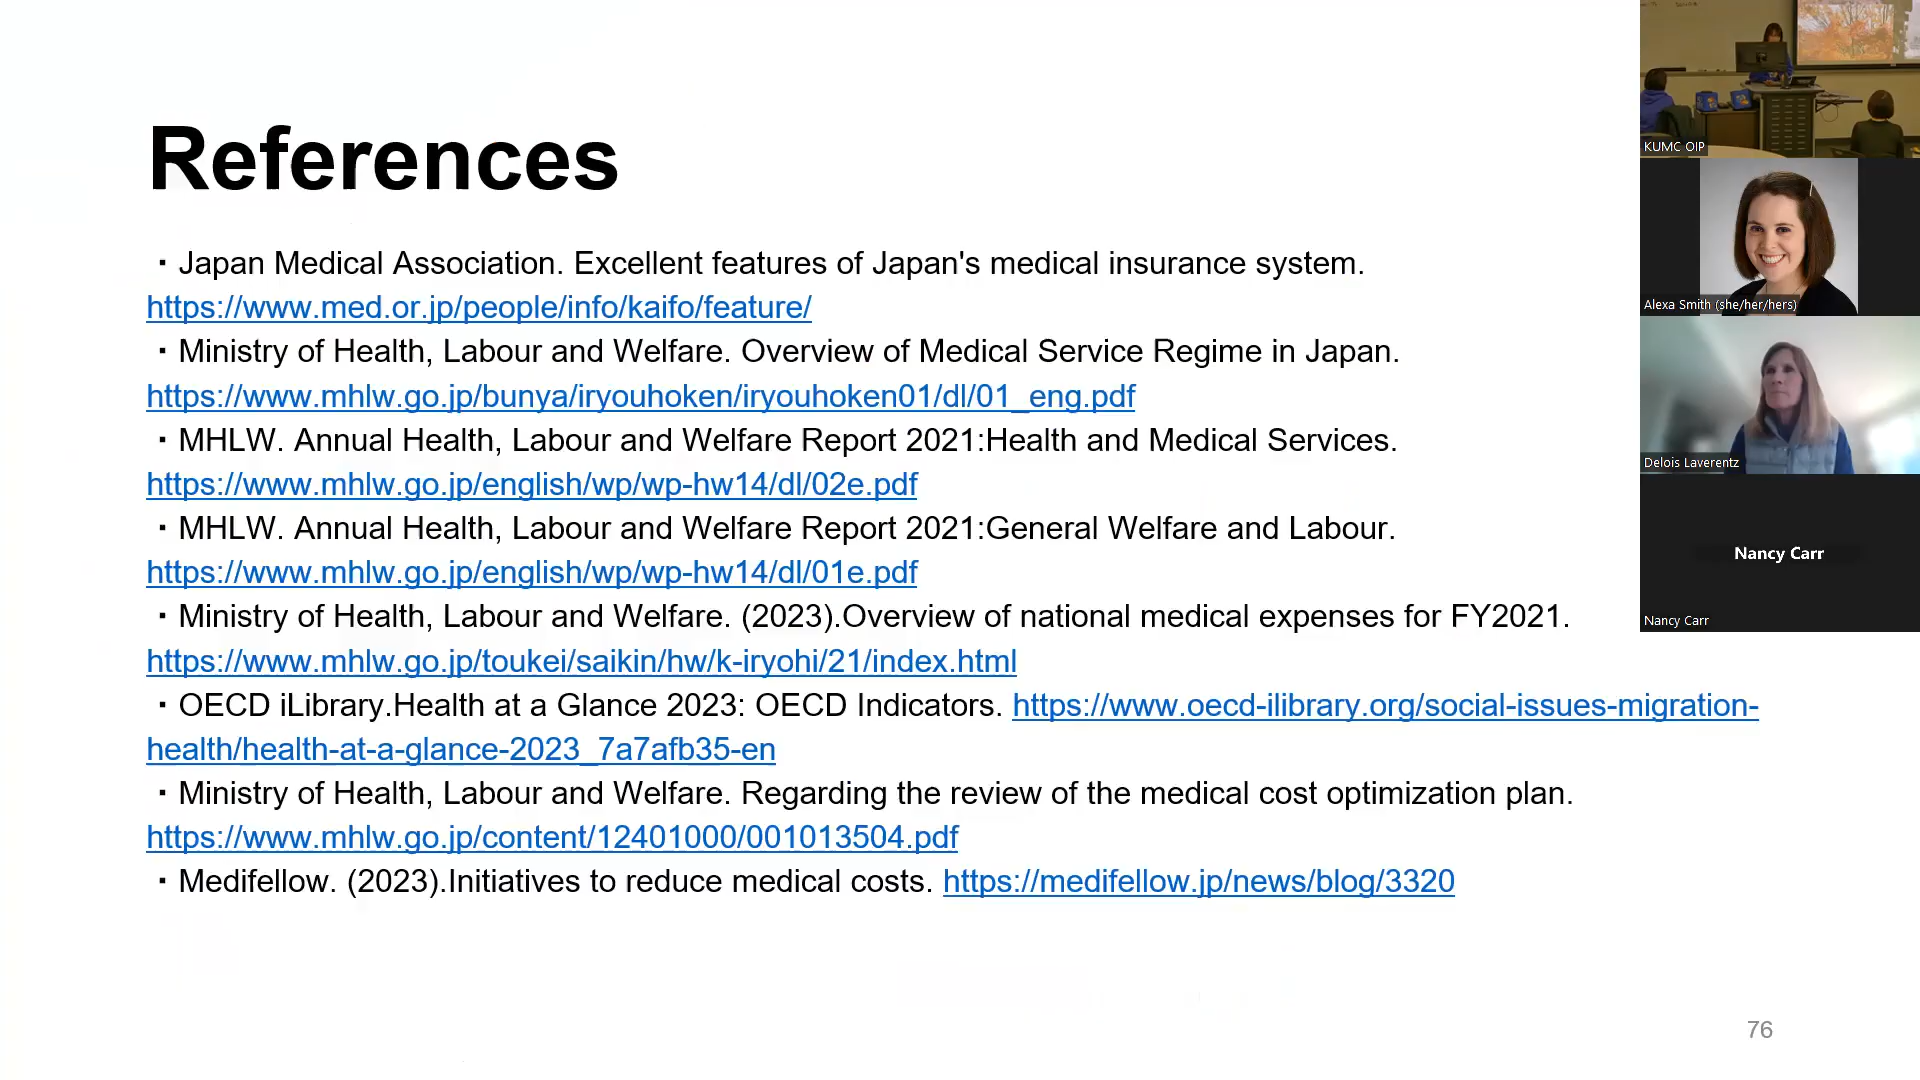 References
・Japan Medical Association. Excellent features of Japan's medical insurance system.
https://www.med.or.jp/people/info/kaifo/feature/
・Ministry of Health, Labour and Welfare. Overview of Medical Service Regime in Japan.
https://www.mhlw.go.jp/bunya/iryouhoken/iryouhoken01/dl/01_eng.pdf
・MHLW. Annual Health, Labour and Welfare Report 2021:Health and Medical Services.
https://www.mhlw.go.jp/english/wp/wp-hw14/dl/02e.pdf
・MHLW. Annual Health, Labour and Welfare Report 2021:General Welfare and Labour.
https://www.mhlw.go.jp/english/wp/wp-hw14/dl/01e.pdf
・Ministry of Health, Labour and Welfare. (2023).Overview of national medical expenses for FY2021.
https://www.mhlw.go.jp/toukei/saikin/hw/k-iryohi/21/index.html
・OECD iLibrary.Health at a Glance 2023: OECD Indicators. https://www.oecd-ilibrary.org/social-issues-migration-
health/health-at-a-glance-2023_7a7afb35-en
・Ministry of Health, Labour and Welfare. Regarding the review of the medical cost optimization plan.
https://www.mhlw.go.jp/content/12401000/001013504.pdf
・Medifellow. (2023).Initiatives to reduce medical costs. https://medifellow.jp/news/blog/3320
76
KUMC OIP
Alexa Smith (she/her/hers)
Delois Laverentz
Nancy Carr
Nancy Carr